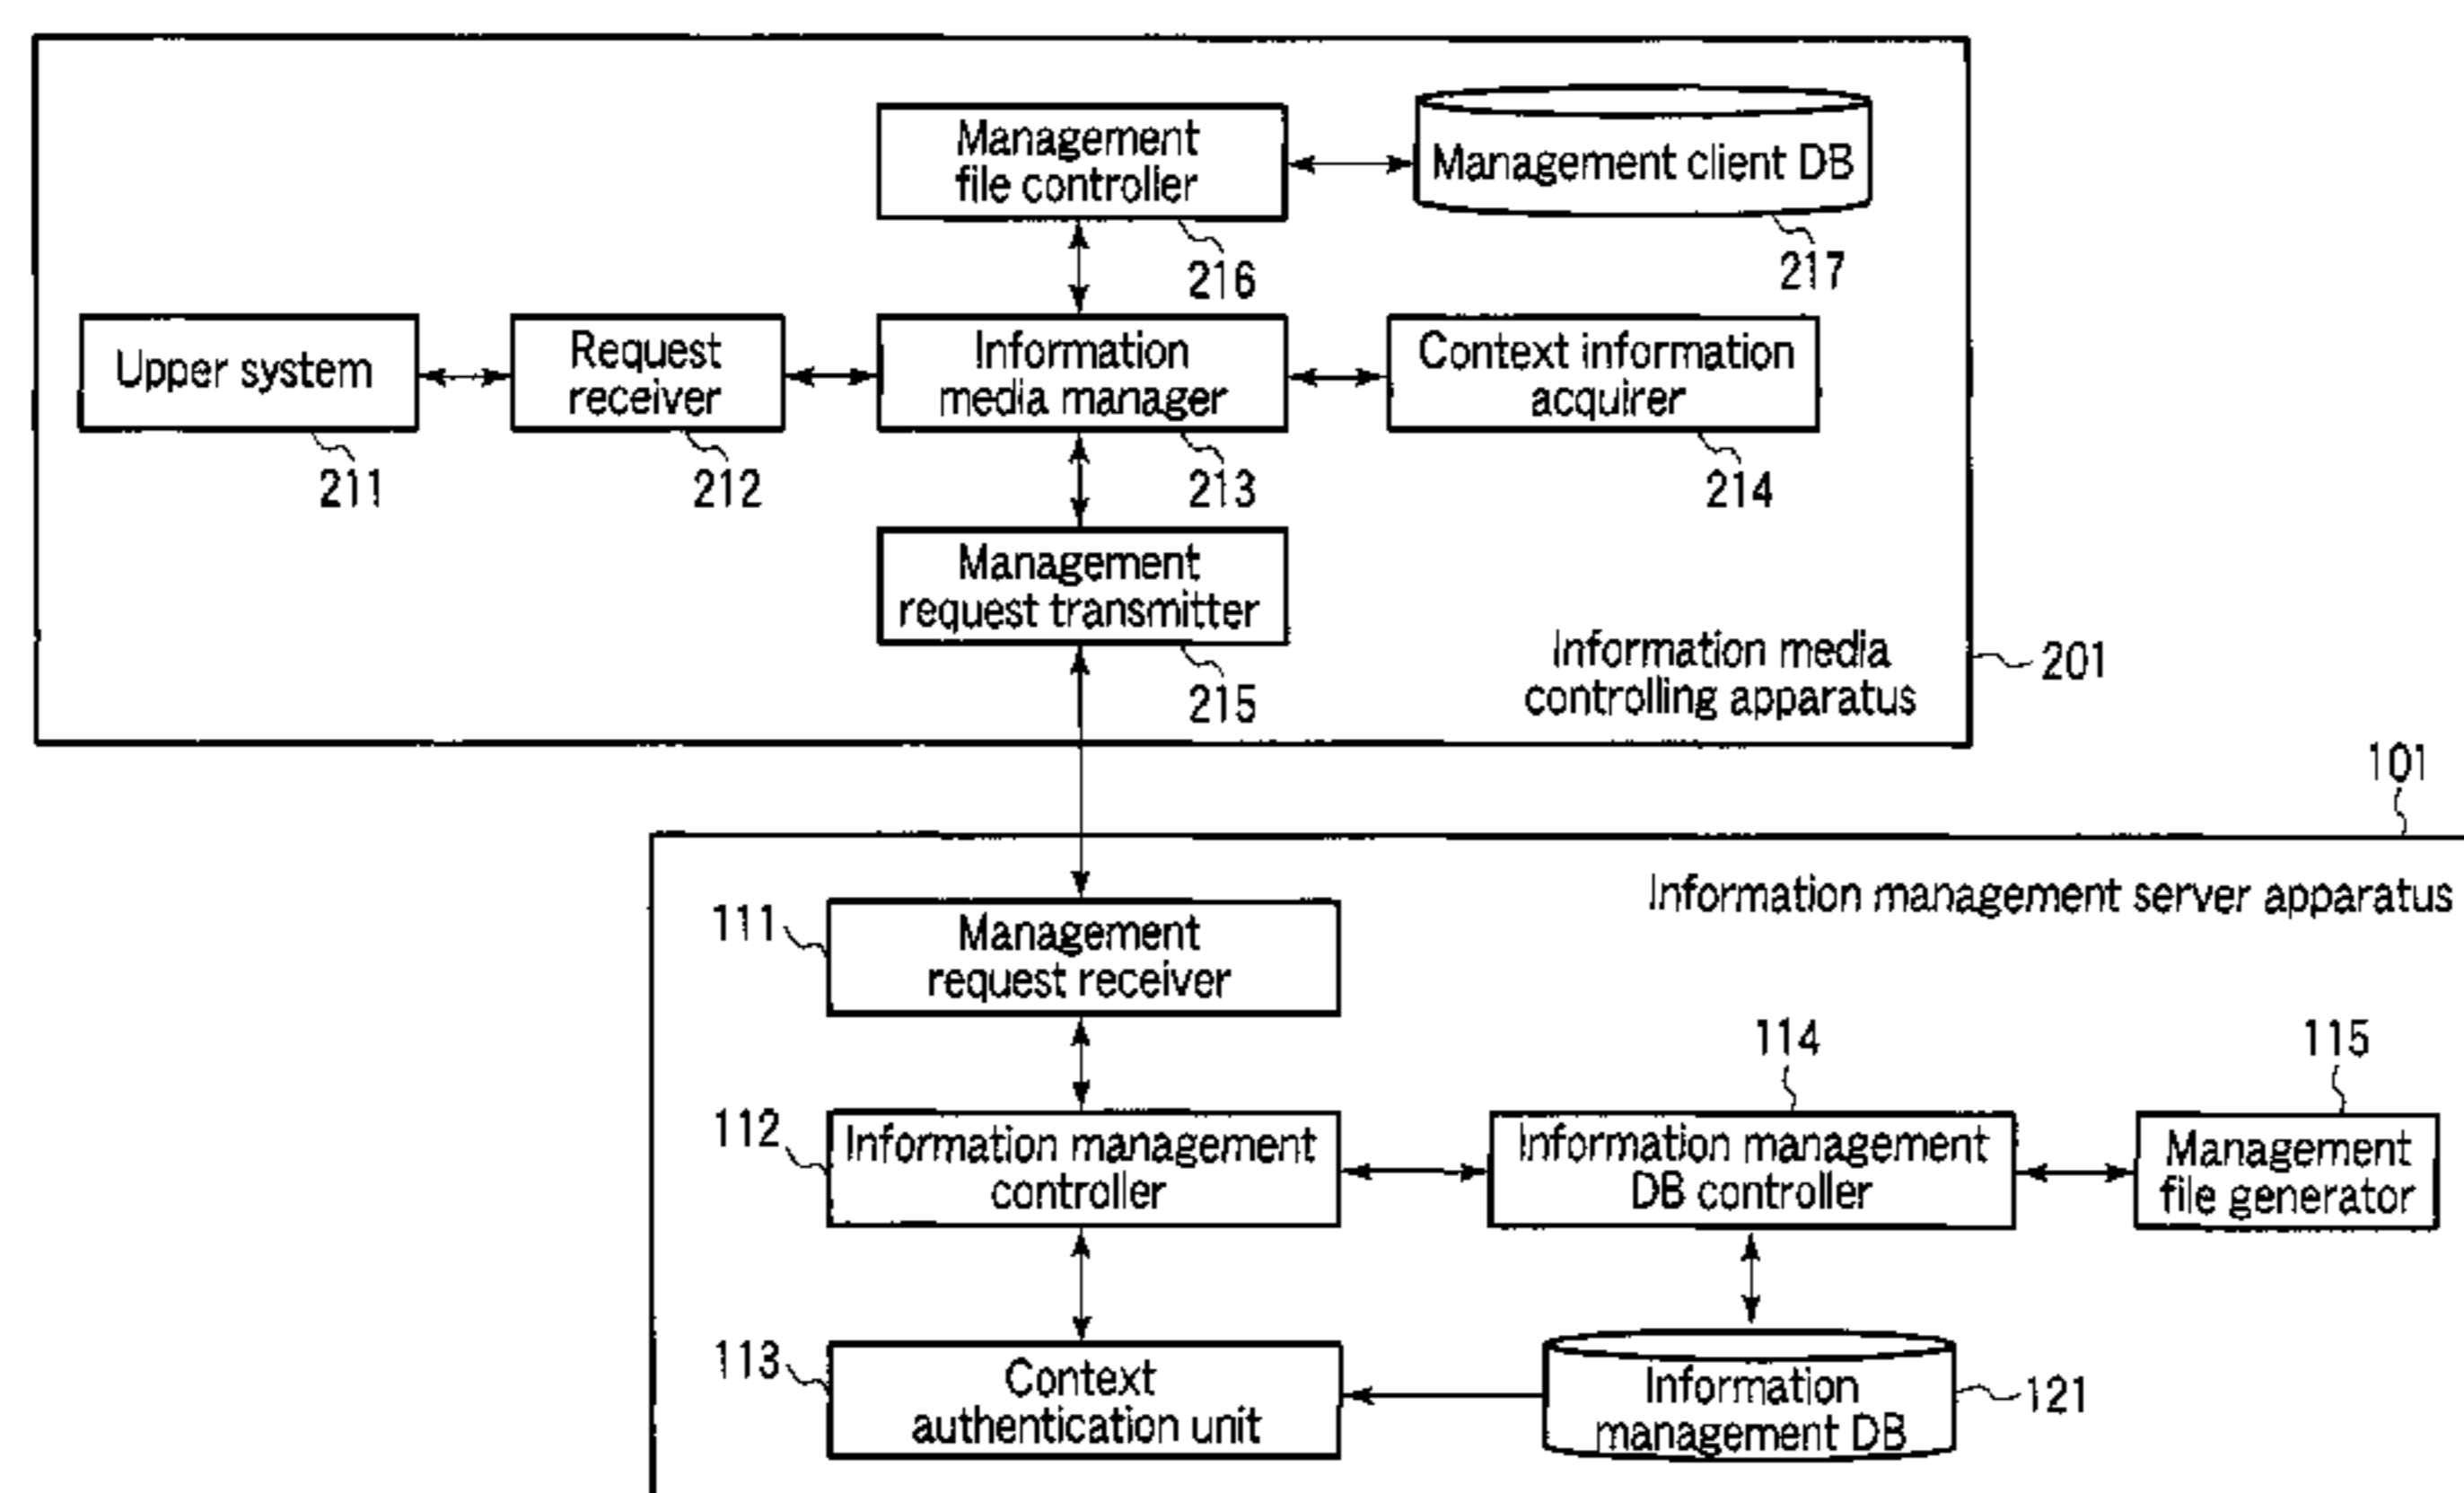 Management
file controller
Management client DB
216
217
Upper system
Request
receiver
Information
media manager
Context information
acquirer
211
212
213
214
Management
request transmitter
215
Information media
controlling apparatus
201
101
Information management server apparatus
111
Management
request receiver
114
115
112
Information management
controller
Information management
DB controller
Management
file generator
113
Context
authentication unit
Information
management DB
121